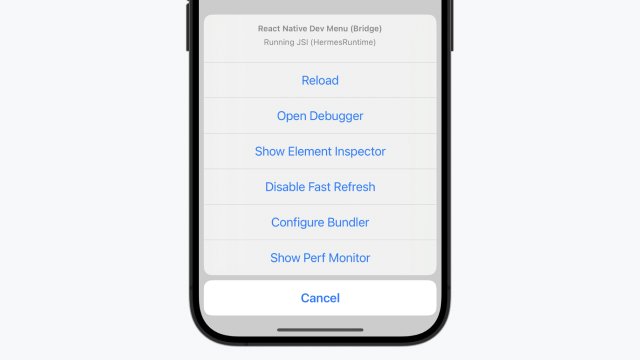 React Native Dev Menu (Bridge)
Running JSI (HermesRuntime)
Reload
Open Debugger
Show Element Inspector
Disable Fast Refresh
Configure Bundler
Show Perf Monitor
Cancel